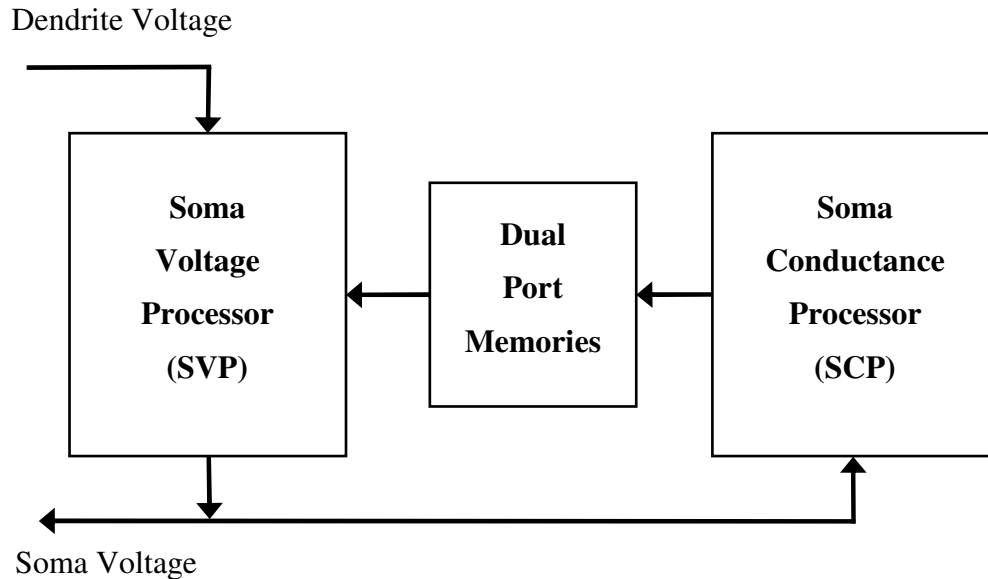 Dendrite Voltage
Soma
Voltage
Processor
(SVP)
Dual
Port
Memories
Soma
Conductance
Processor
(SCP)
Soma Voltage